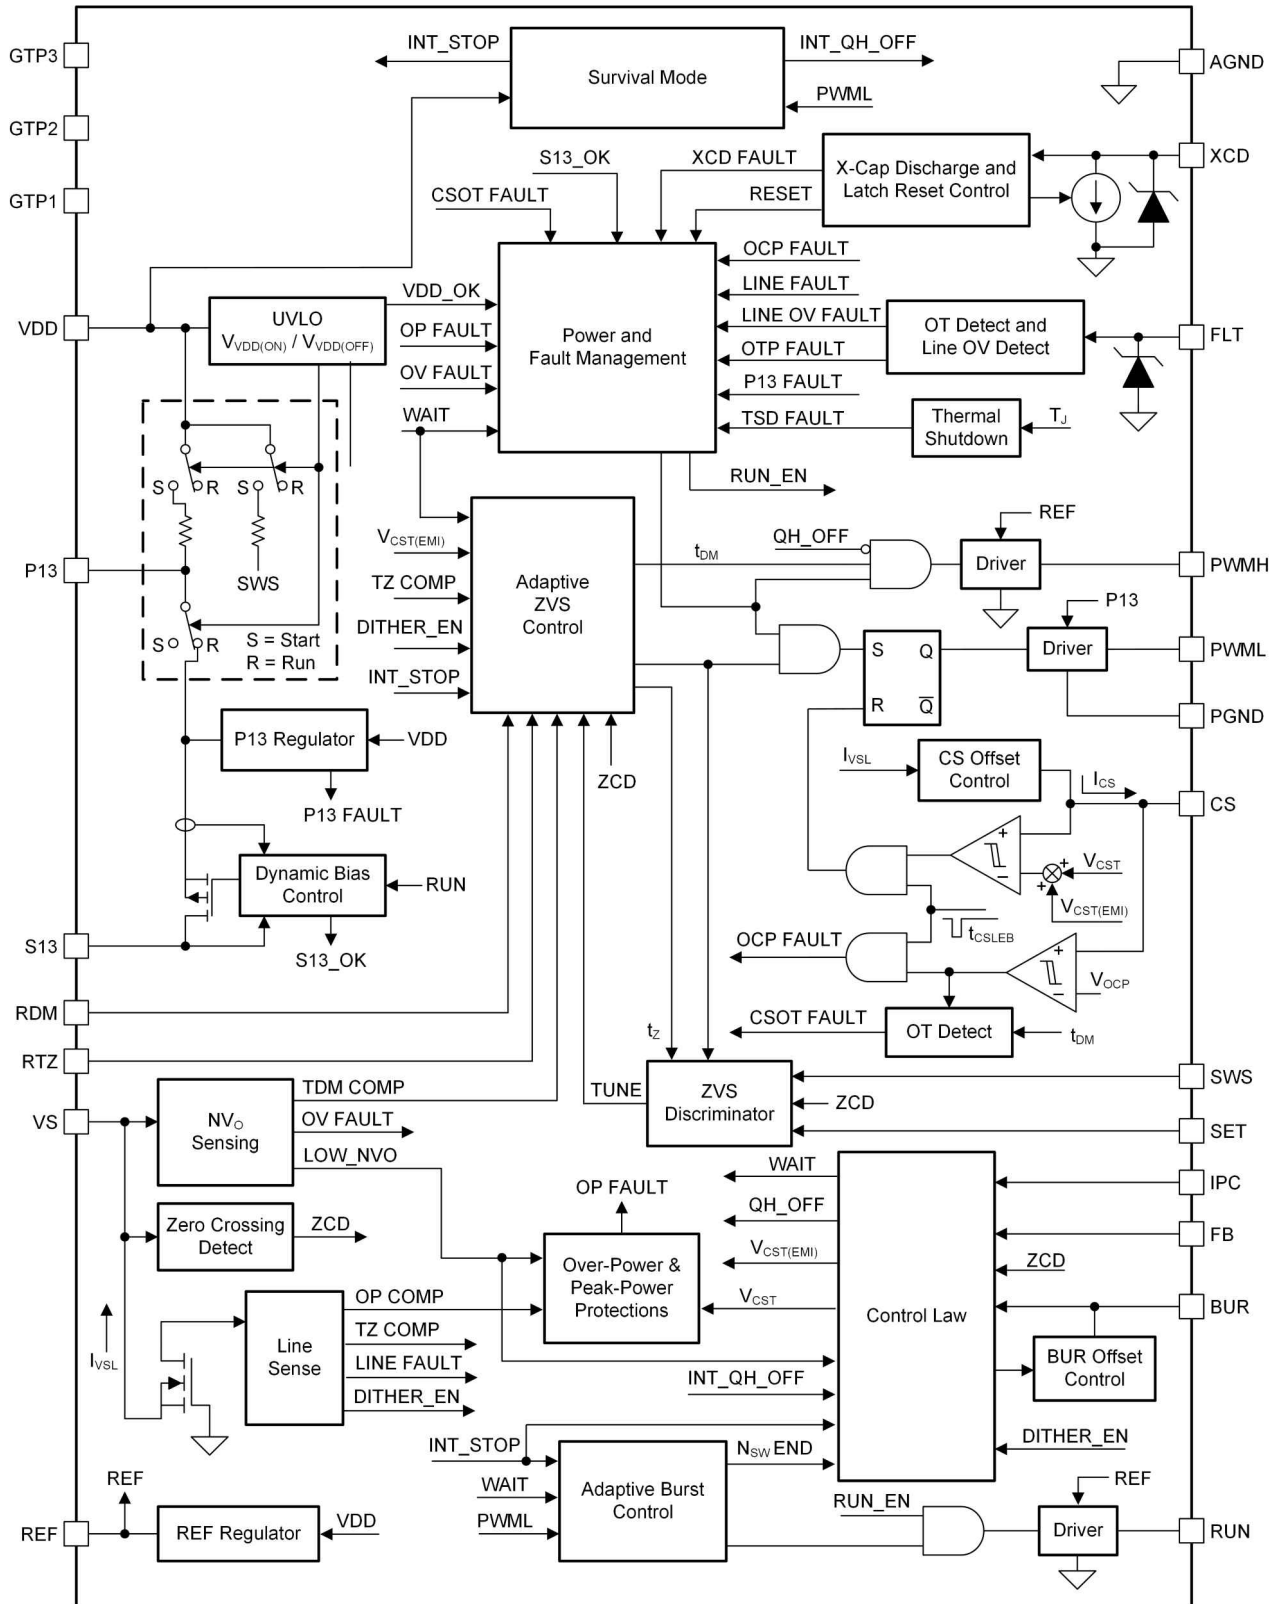 GTP3
GTP2
GTP1
VDD
P13
S13
RDM
RTZ
VS
REF
AGND
XCD
FLT
PWMH
PWML
PGND
CS
SWS
SET
IPC
FB
BUR
RUN
INT_STOP
Survival Mode
INT_QH_OFF
PWML
S13_OK
CSOT FAULT
XCD FAULT
RESET
X-Cap Discharge and
Latch Reset Control
UVLO
VVDD(ON) / VVDD(OFF)
VDD_OK
OP FAULT
OV FAULT
WAIT
Power and
Fault Management
OCP FAULT
LINE FAULT
LINE OV FAULT
OTP FAULT
P13 FAULT
TSD FAULT
OT Detect and
Line OV Detect
Thermal
Shutdown
TJ
RUN_EN
S
R
S
R
SWS
S
R
S = Start
R = Run
VCST(EMI)
TZ COMP
DITHER_EN
INT_STOP
Adaptive
ZVS
Control
tDM
QH_OFF
REF
Driver
P13
Driver
S
Q
R
Q
P13 Regulator
VDD
P13 FAULT
ZCD
IVSL
CS Offset
Control
ICS
+
−
+
+
VCST
VCST(EMI)
Dynamic Bias
Control
RUN
S13_OK
tCSLEB
OCP FAULT
+
−
VOCP
CSOT FAULT
OT Detect
tDM
tZ
TUNE
ZVS
Discriminator
ZCD
NVO
Sensing
TDM COMP
OV FAULT
LOW_NVO
Zero Crossing
Detect
ZCD
OP FAULT
Over-Power &
Peak-Power
Protections
WAIT
QH_OFF
VCST(EMI)
VCST
Control Law
ZCD
BUR Offset
Control
DITHER_EN
IVSL
Line
Sense
OP COMP
TZ COMP
LINE FAULT
DITHER_EN
INT_QH_OFF
INT_STOP
WAIT
PWML
Adaptive Burst
Control
NSW END
RUN_EN
REF
Driver
REF
REF Regulator
VDD